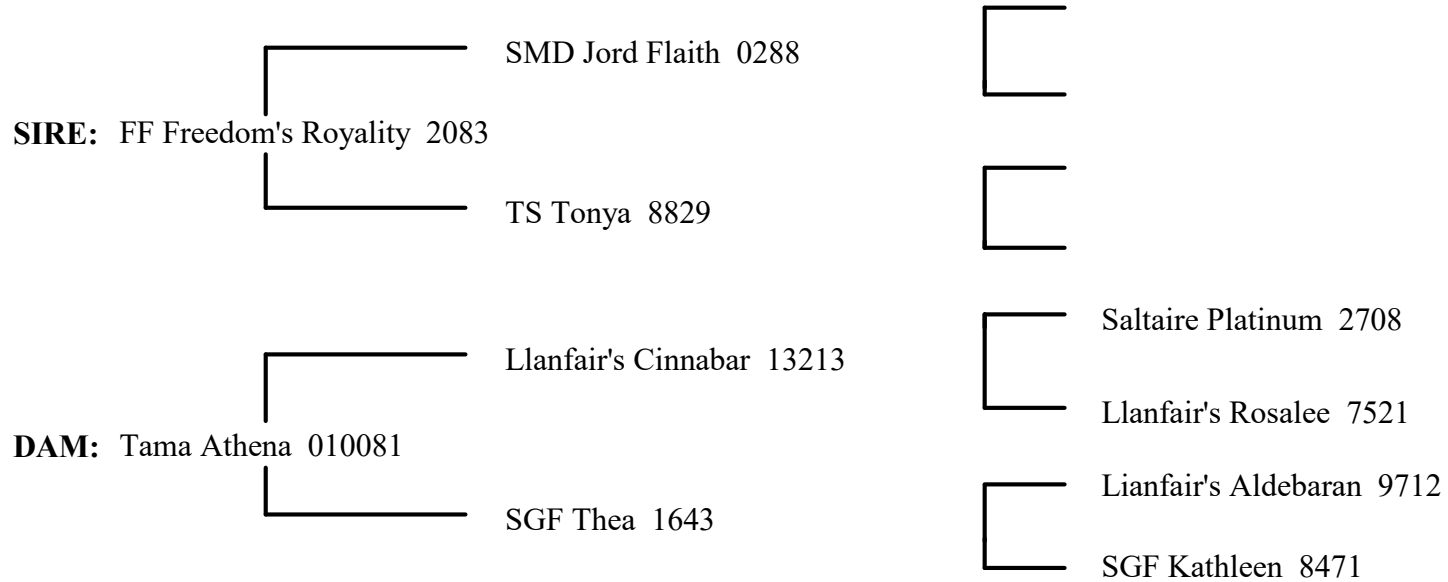 SMD Jord Flaith 0288
SIRE: FF Freedom's Royality 2083
TS Tonya 8829
Saltaire Platinum 2708
Llanfair's Cinnabar 13213
Llanfair's Rosalee 7521
DAM: Tama Athena 010081
Lianfair's Aldebaran 9712
SGF Thea 1643
SGF Kathleen 8471